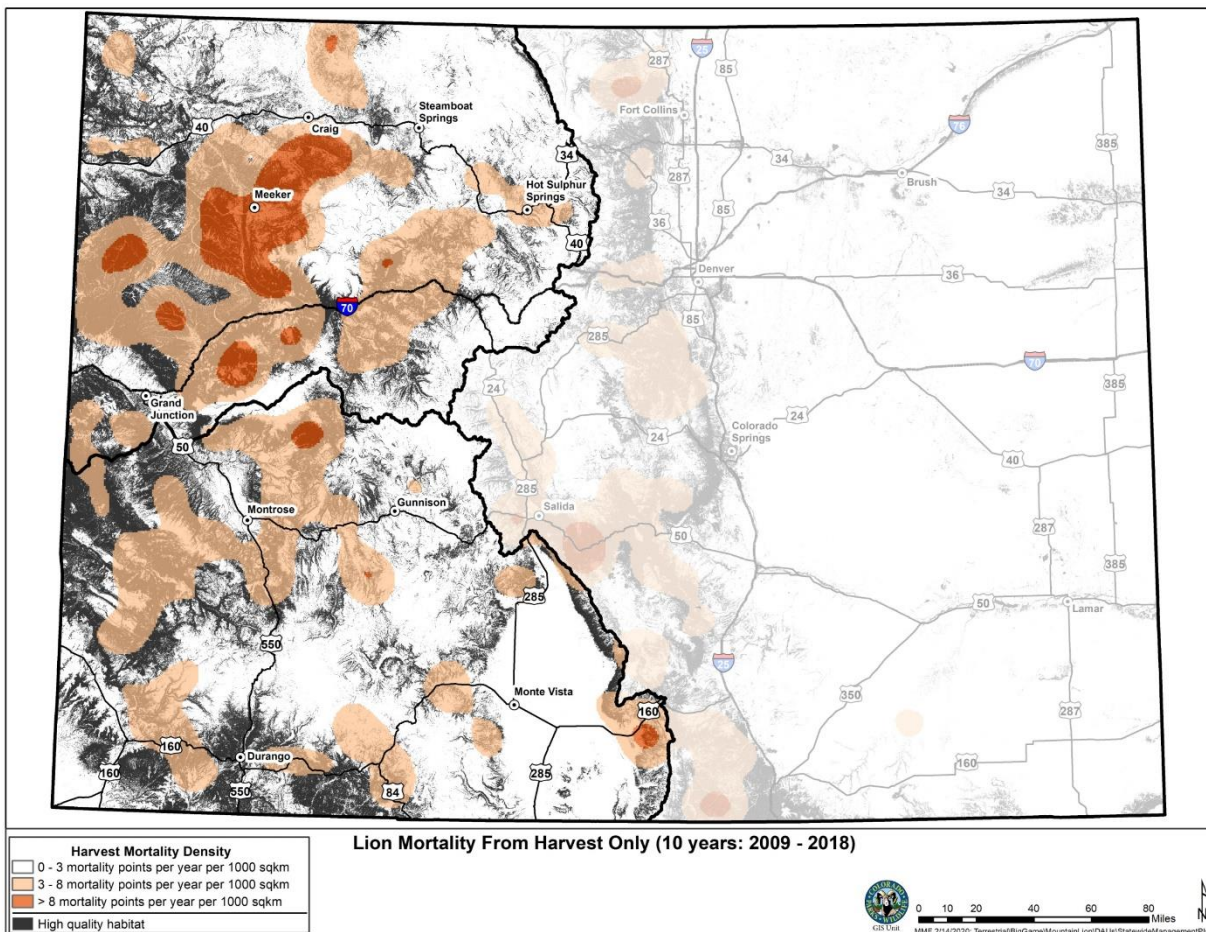 25
287
85
Fort Collins
76
385
Steamboat
Springs
40
Craig
34
34
287
Brush
34
Meeker
Hot Sulphur
Springs
85
36
40
Denver
36
70
285
85
70
385
24
Grand
Junction
50
24
24
Colorado
Springs
40
285
Gunnison
Salida
Montrose
50
287
385
285
50
Lamar
550
25
Monte Vista
160
350
287
160
Durango
160
285
160
550
84
Lion Mortality From Harvest Only (10 years: 2009 - 2018)
Harvest Mortality Density
0 - 3 mortality points per year per 1000 sqkm
3 - 8 mortality points per year per 1000 sqkm
> 8 mortality points per year per 1000 sqkm
High quality habitat
COLORADO
PARKS
WILDLIFE
GIS Unit
0 10 20 40 60 80
Miles
N